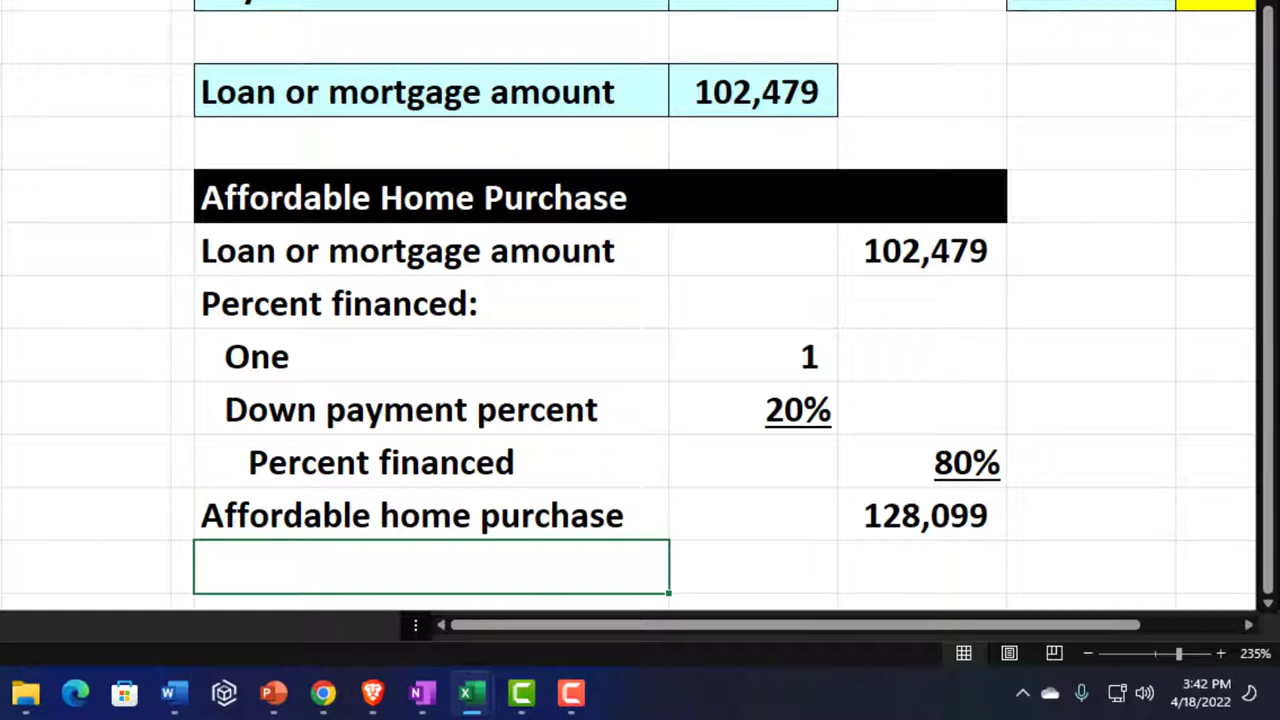 Loan or mortgage amount 102,479
Affordable Home Purchase
Loan or mortgage amount 102,479
Percent financed:
One 1
Down payment percent 20%
Percent financed 80%
Affordable home purchase 128,099
235%
3:42 PM
4/18/2022